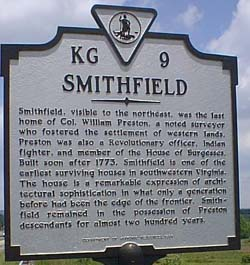 KG 9
SMITHFIELD
Smithfield, visible to the northeast, was the last
home of Col. William Preston, a noted surveyor
who fostered the settlement of western lands.
Preston was also a Revolutionary officer, Indian
fighter, and member of the House of Burgesses.
Built soon after 1773, Smithfield is one of the
earliest surviving houses in southwestern Virginia.
The house is a remarkable expression of archi-
tectural sophistication in what only a generation
before had been the edge of the frontier. Smith-
field remained in the possession of Preston
descendants for almost two hundred years.
DEPARTMENT OF HISTORIC RESOURCES